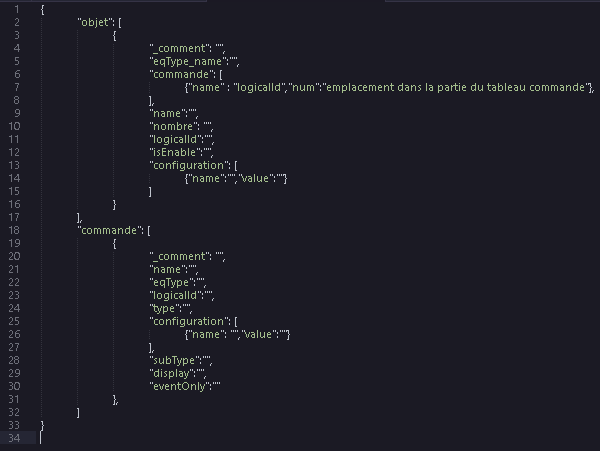 1 {
2 "objet": [
3 {
4 "_comment": "",
5 "eqType_name":"",
6 "commande": [
7 {"name" : "logicalId","num":"emplacement dans la partie du tableau commande"},
8 ],
9 "name":"",
10 "nombre": "",
11 "logicalId":"",
12 "isEnable":"",
13 "configuration": [
14 {"name":"","value":""}
15 ]
16 }
17 ],
18 "commande": [
19 {
20 "_comment": "",
21 "name":"",
22 "eqType":"",
23 "logicalId":"",
24 "type":"",
25 "configuration": [
26 {"name": "","value":""}
27 ],
28 "subType":"",
29 "display":"",
30 "eventOnly":""
31 },
32 ]
33 }
34